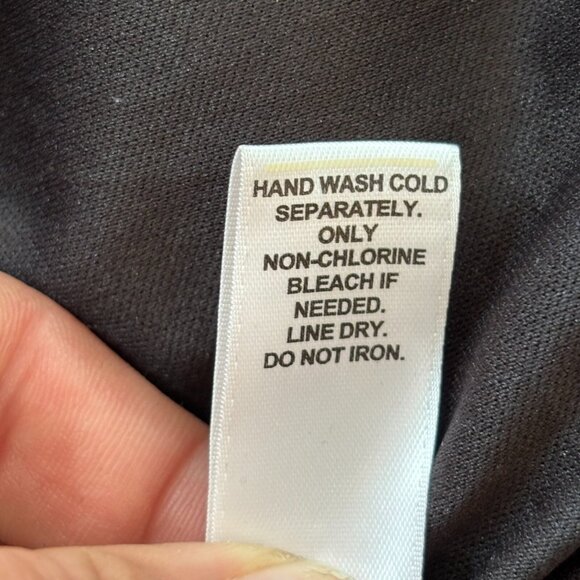 HAND WASH COLD
SEPARATELY.
ONLY
NON-CHLORINE
BLEACH IF
NEEDED.
LINE DRY.
DO NOT IRON.